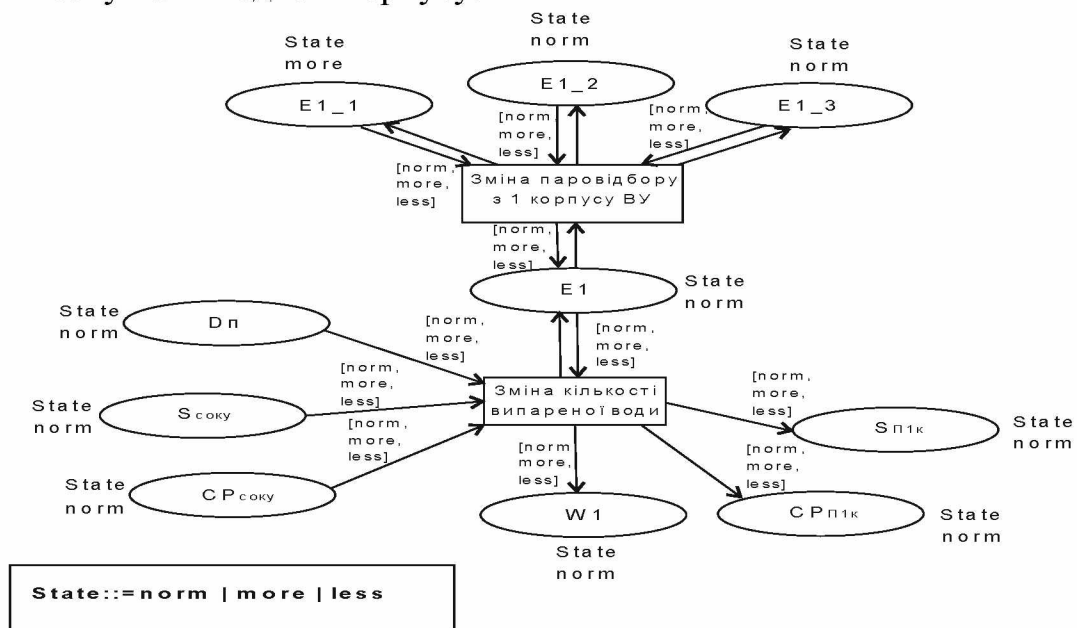 State
norm
State
more
State
norm
E1_1
E1_2
E1_3
[norm,
more,
less]
[norm,
more,
less]
[norm,
more,
less]
Зміна паровідбору
з 1 корпусу ВУ
[norm,
more,
less]
E1
State
norm
State
norm
Dп
[norm,
more,
less]
[norm,
more,
less]
[norm,
more,
less]
State
norm
Sсоку
Зміна кількості
випареної води
[norm,
more,
less]
Sп1к
State
norm
[norm,
more,
less]
State
norm
CPсоку
[norm
more,
less]
[norm,
more,
less]
W1
State
norm
CPп1к
State
norm
State::=norm | more | less